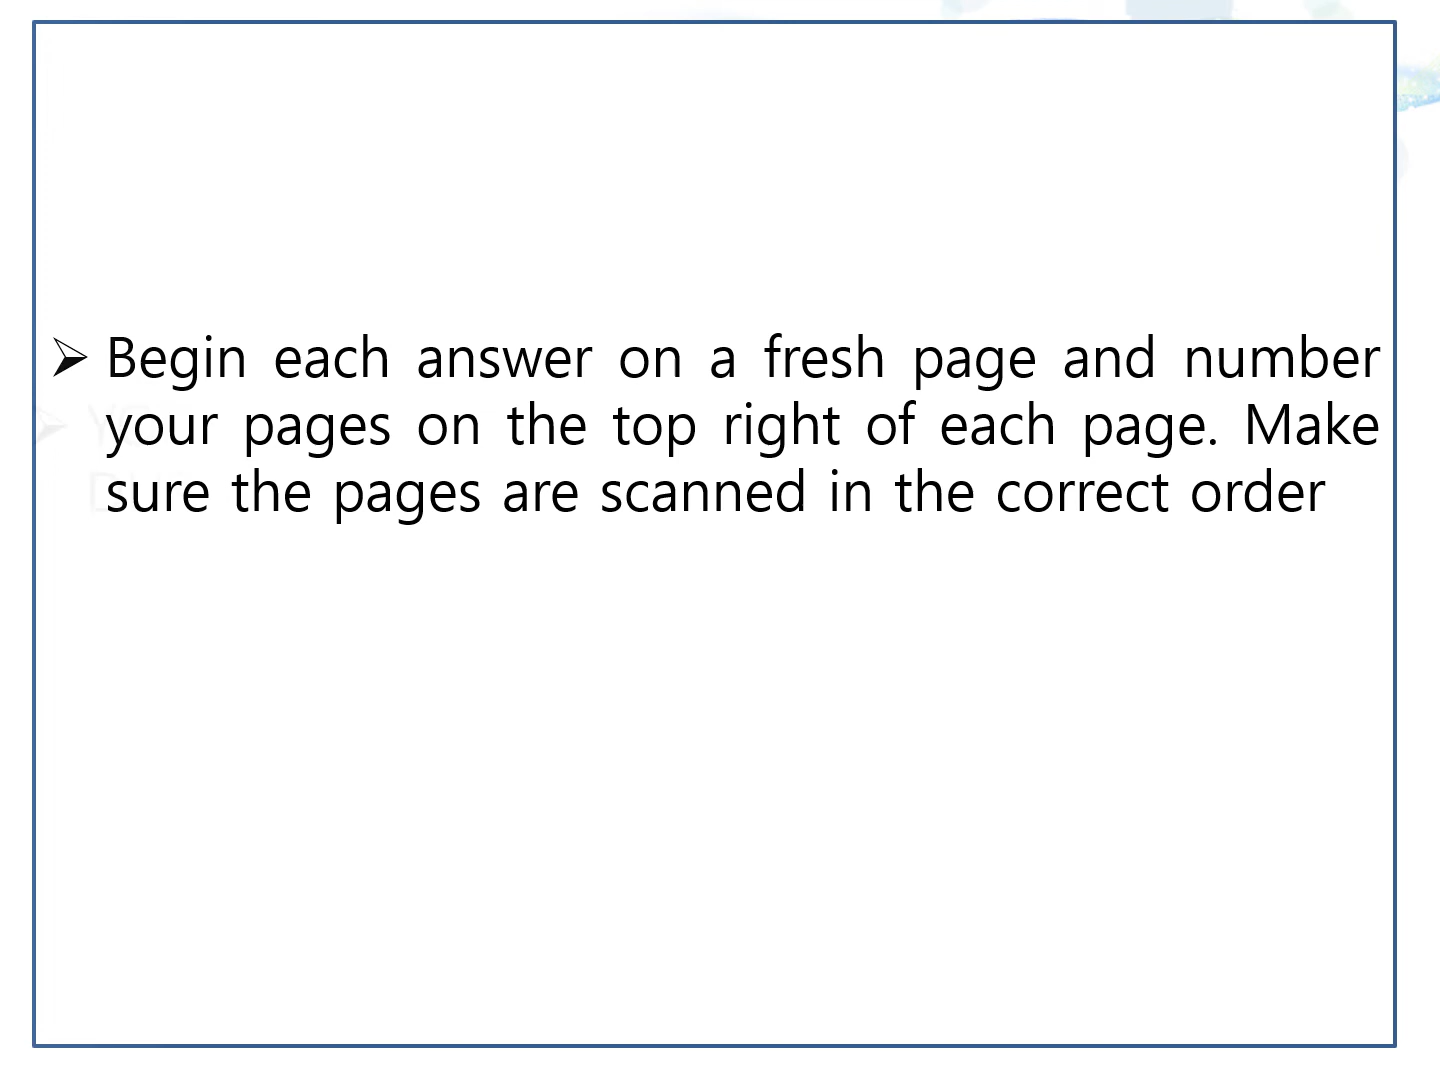 ➢ Begin each answer on a fresh page and number
your pages on the top right of each page. Make
sure the pages are scanned in the correct order